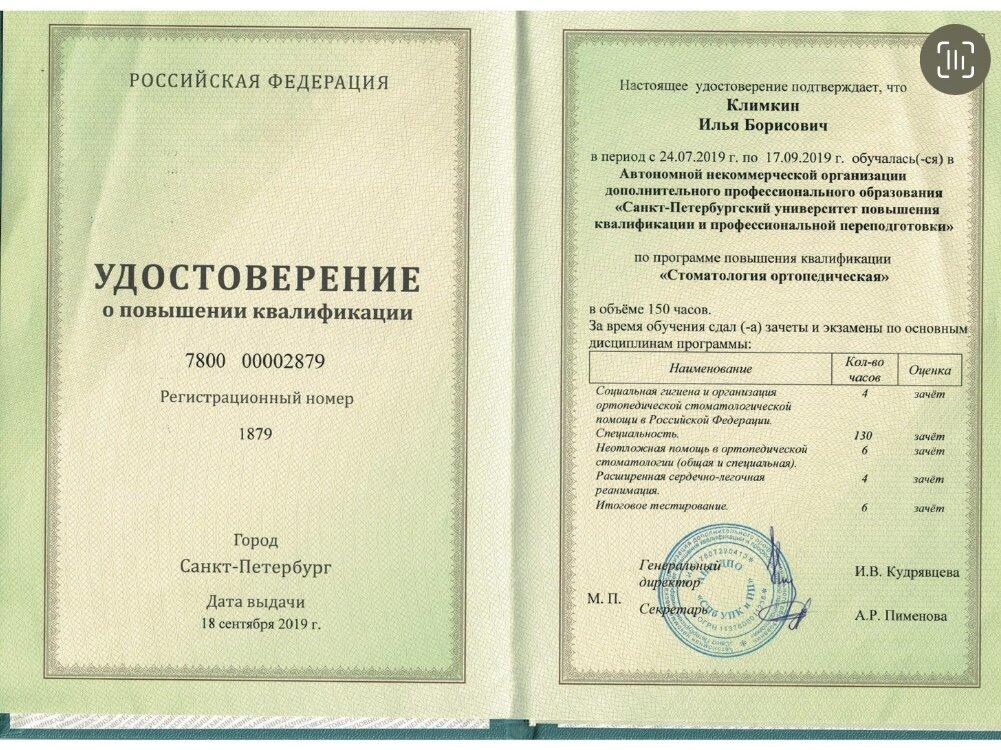 РОССИЙСКАЯ ФЕДЕРАЦИЯ
УДОСТОВЕРЕНИЕ
о повышении квалификации
7800 00002879
Регистрационный номер
1879
Город
Санкт-Петербург
Дата выдачи
18 сентября 2019 г.
Настоящее удостоверение подтверждает, что
Климкин
Илья Борисович
в период с 24.07.2019 г. по 17.09.2019 г. обучалась(-ся) в
Автономной некоммерческой организации
дополнительного профессионального образования
«Санкт-Петербургский университет повышения
квалификации и профессиональной переподготовки»
по программе повышения квалификации
«Стоматология ортопедическая»
в объёме 150 часов.
За время обучения сдал (-а) зачеты и экзамены по основным
дисциплинам программы:
Наименование Кол-во часов Оценка
Социальная гигиена и организация 4 зачёт
ортопедической стоматологической
помощи в Российской Федерации.
Специальность. 130 зачёт
Неотложная помощь в ортопедической 6 зачёт
стоматологии (общая и специальная).
Расширенная сердечно-легочная 4 зачёт
реанимация.
Итоговое тестирование. 6 зачёт
Генеральный
директор И.В. Кудрявцева
М. П.
Секретарь А.Р. Пименова
АНО ДПО
«СПб УПК и ПП»